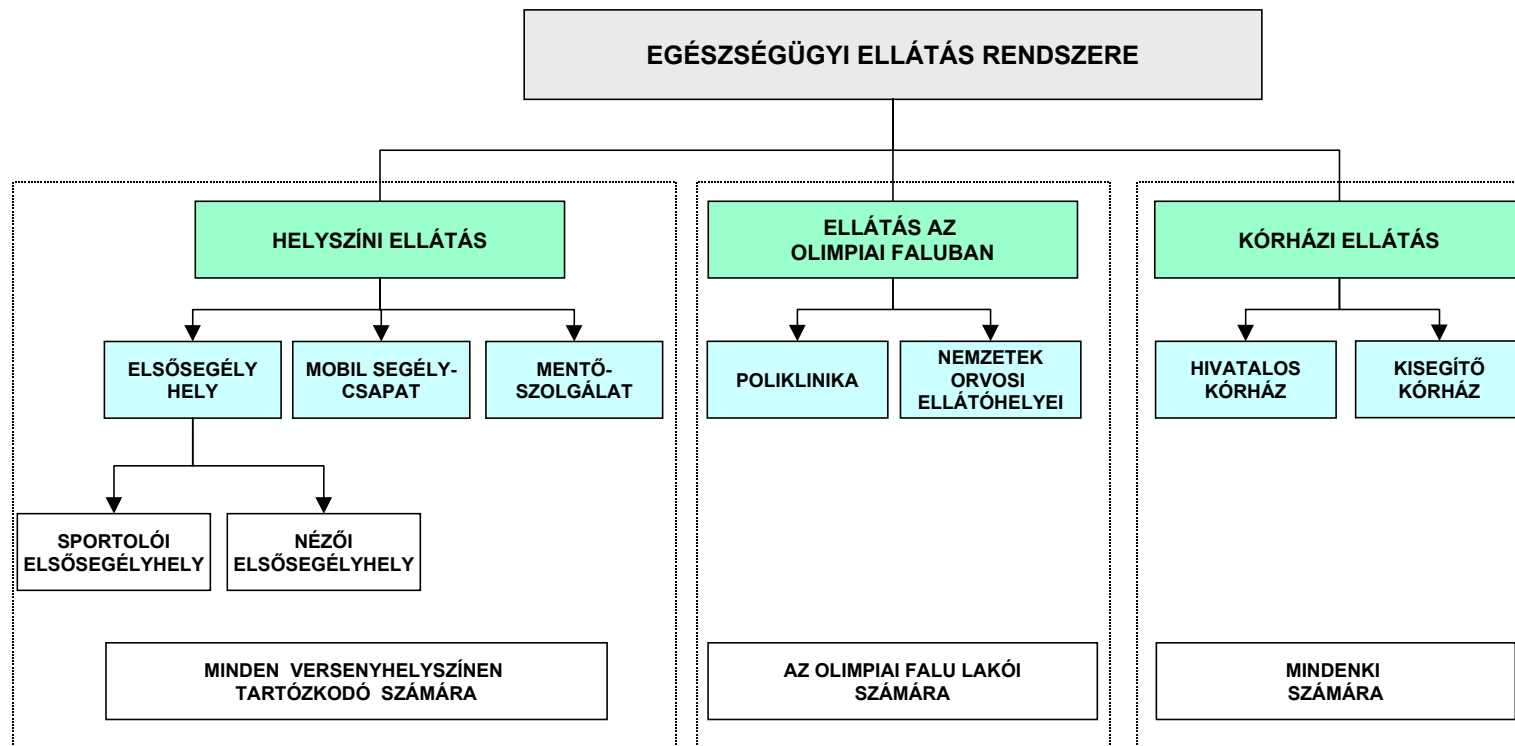 EGÉSZSÉGÜGYI ELLÁTÁS RENDSZERE
HELYSZÍNI ELLÁTÁS
ELLÁTÁS AZ
OLIMPIAI FALUBAN
KÓRHÁZI ELLÁTÁS
ELSŐSEGÉLY
HELY
MOBIL SEGÉLY-
CSAPAT
MENTŐ-
SZOLGÁLAT
POLIKLINIKA
NEMZETEK
ORVOSI
ELLÁTÓHELYEI
HIVATALOS
KÓRHÁZ
KISEGÍTŐ
KÓRHÁZ
SPORTOLÓI
ELSŐSEGÉLYHELY
NÉZŐI
ELSŐSEGÉLYHELY
MINDEN VERSENYHELYSZÍNEN
TARTÓZKODÓ SZÁMÁRA
AZ OLIMPIAI FALU LAKÓI
SZÁMÁRA
MINDENKI
SZÁMÁRA